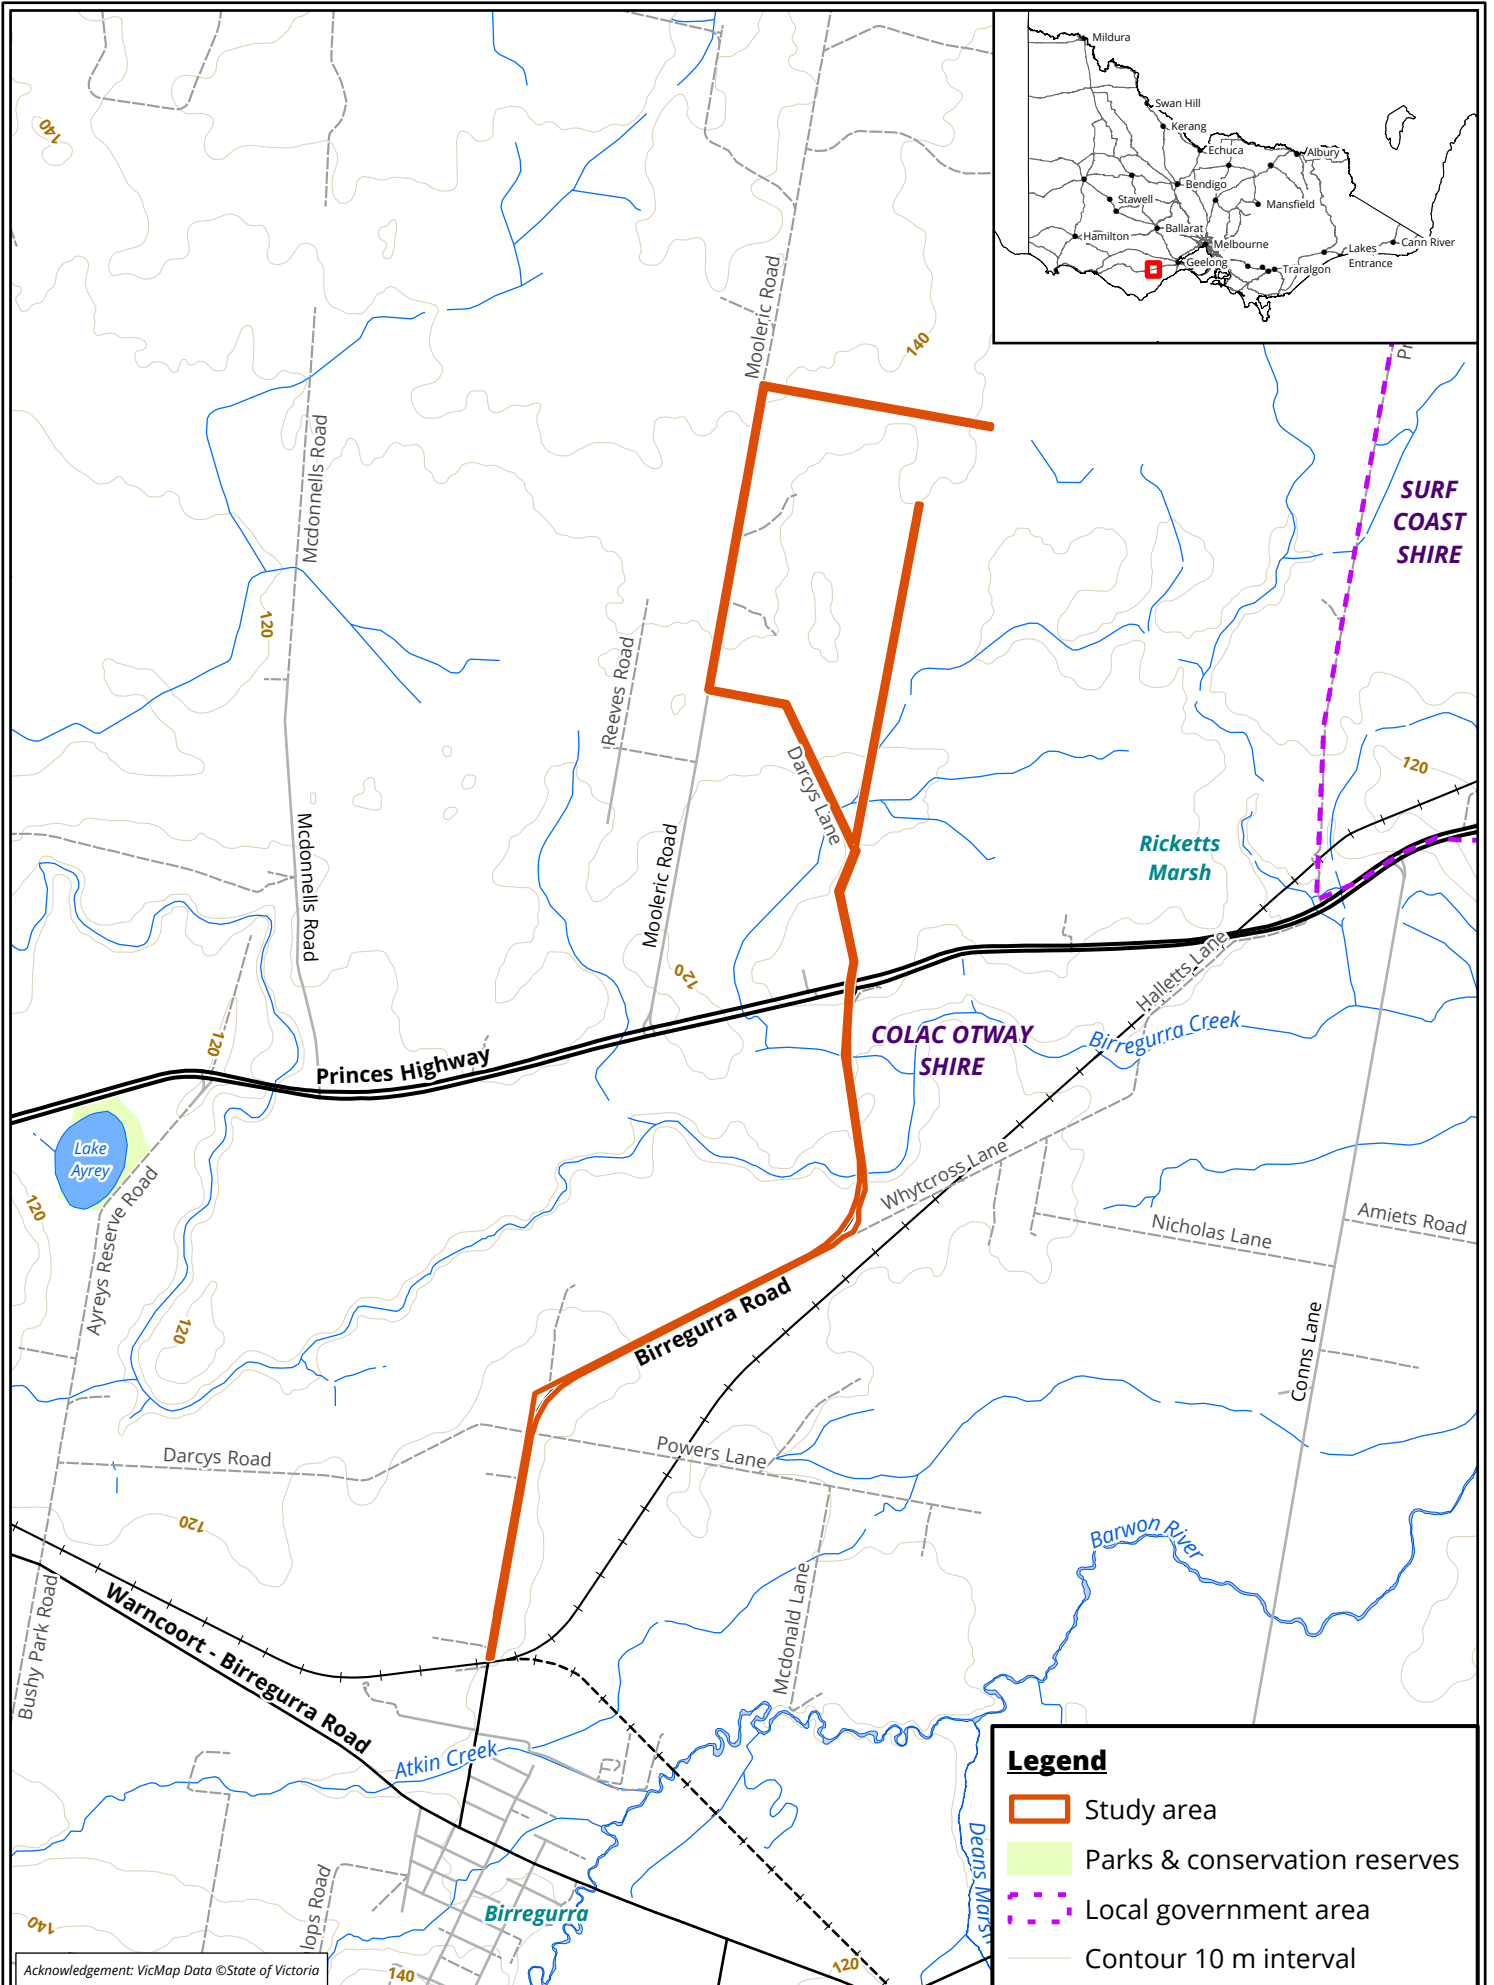 Mildura
Swan Hill
Kerang
Echuca
Albury
Bendigo
Stawell
Mansfield
Ballarat
Hamilton
Melbourne
Cann River
Lakes
Entrance
Geelong
Traralgon
140
Mooleric Road
140
Pr
Mcdonnells Road
SURF
COAST
SHIRE
120
Reeves Road
Darcys Lane
120
Mcdonnells Road
Mooleric Road
Ricketts
Marsh
120
Halletts Lane
120
Princes Highway
COLAC OTWAY
SHIRE
Birregurra Creek
Lake
Ayrey
Whytcross Lane
120
Ayreys Reserve Road
Nicholas Lane
Amiets Road
120
Birregurra Road
Conns Lane
Darcys Road
Powers Lane
120
Barwon River
Bushy Park Road
Warncoort - Birregurra Road
Mcdonald Lane
Atkin Creek
Deans Marsh
lops Road
Birregurra
140
140
120
Legend
Study area
Parks & conservation reserves
Local government area
Contour 10 m interval
Acknowledgement: VicMap Data ©State of Victoria